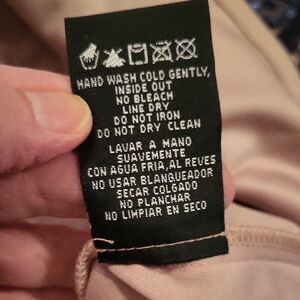 HAND WASH COLD GENTLY,
INSIDE OUT
NO BLEACH
LINE DRY
DO NOT IRON
DO NOT DRY CLEAN
LAVAR A MANO
SUAVEMENTE
CON AGUA FRIA, AL REVES
NO USAR BLANQUEADOR
SECAR COLGADO
NO PLANCHAR
NO LIMPIAR EN SECO